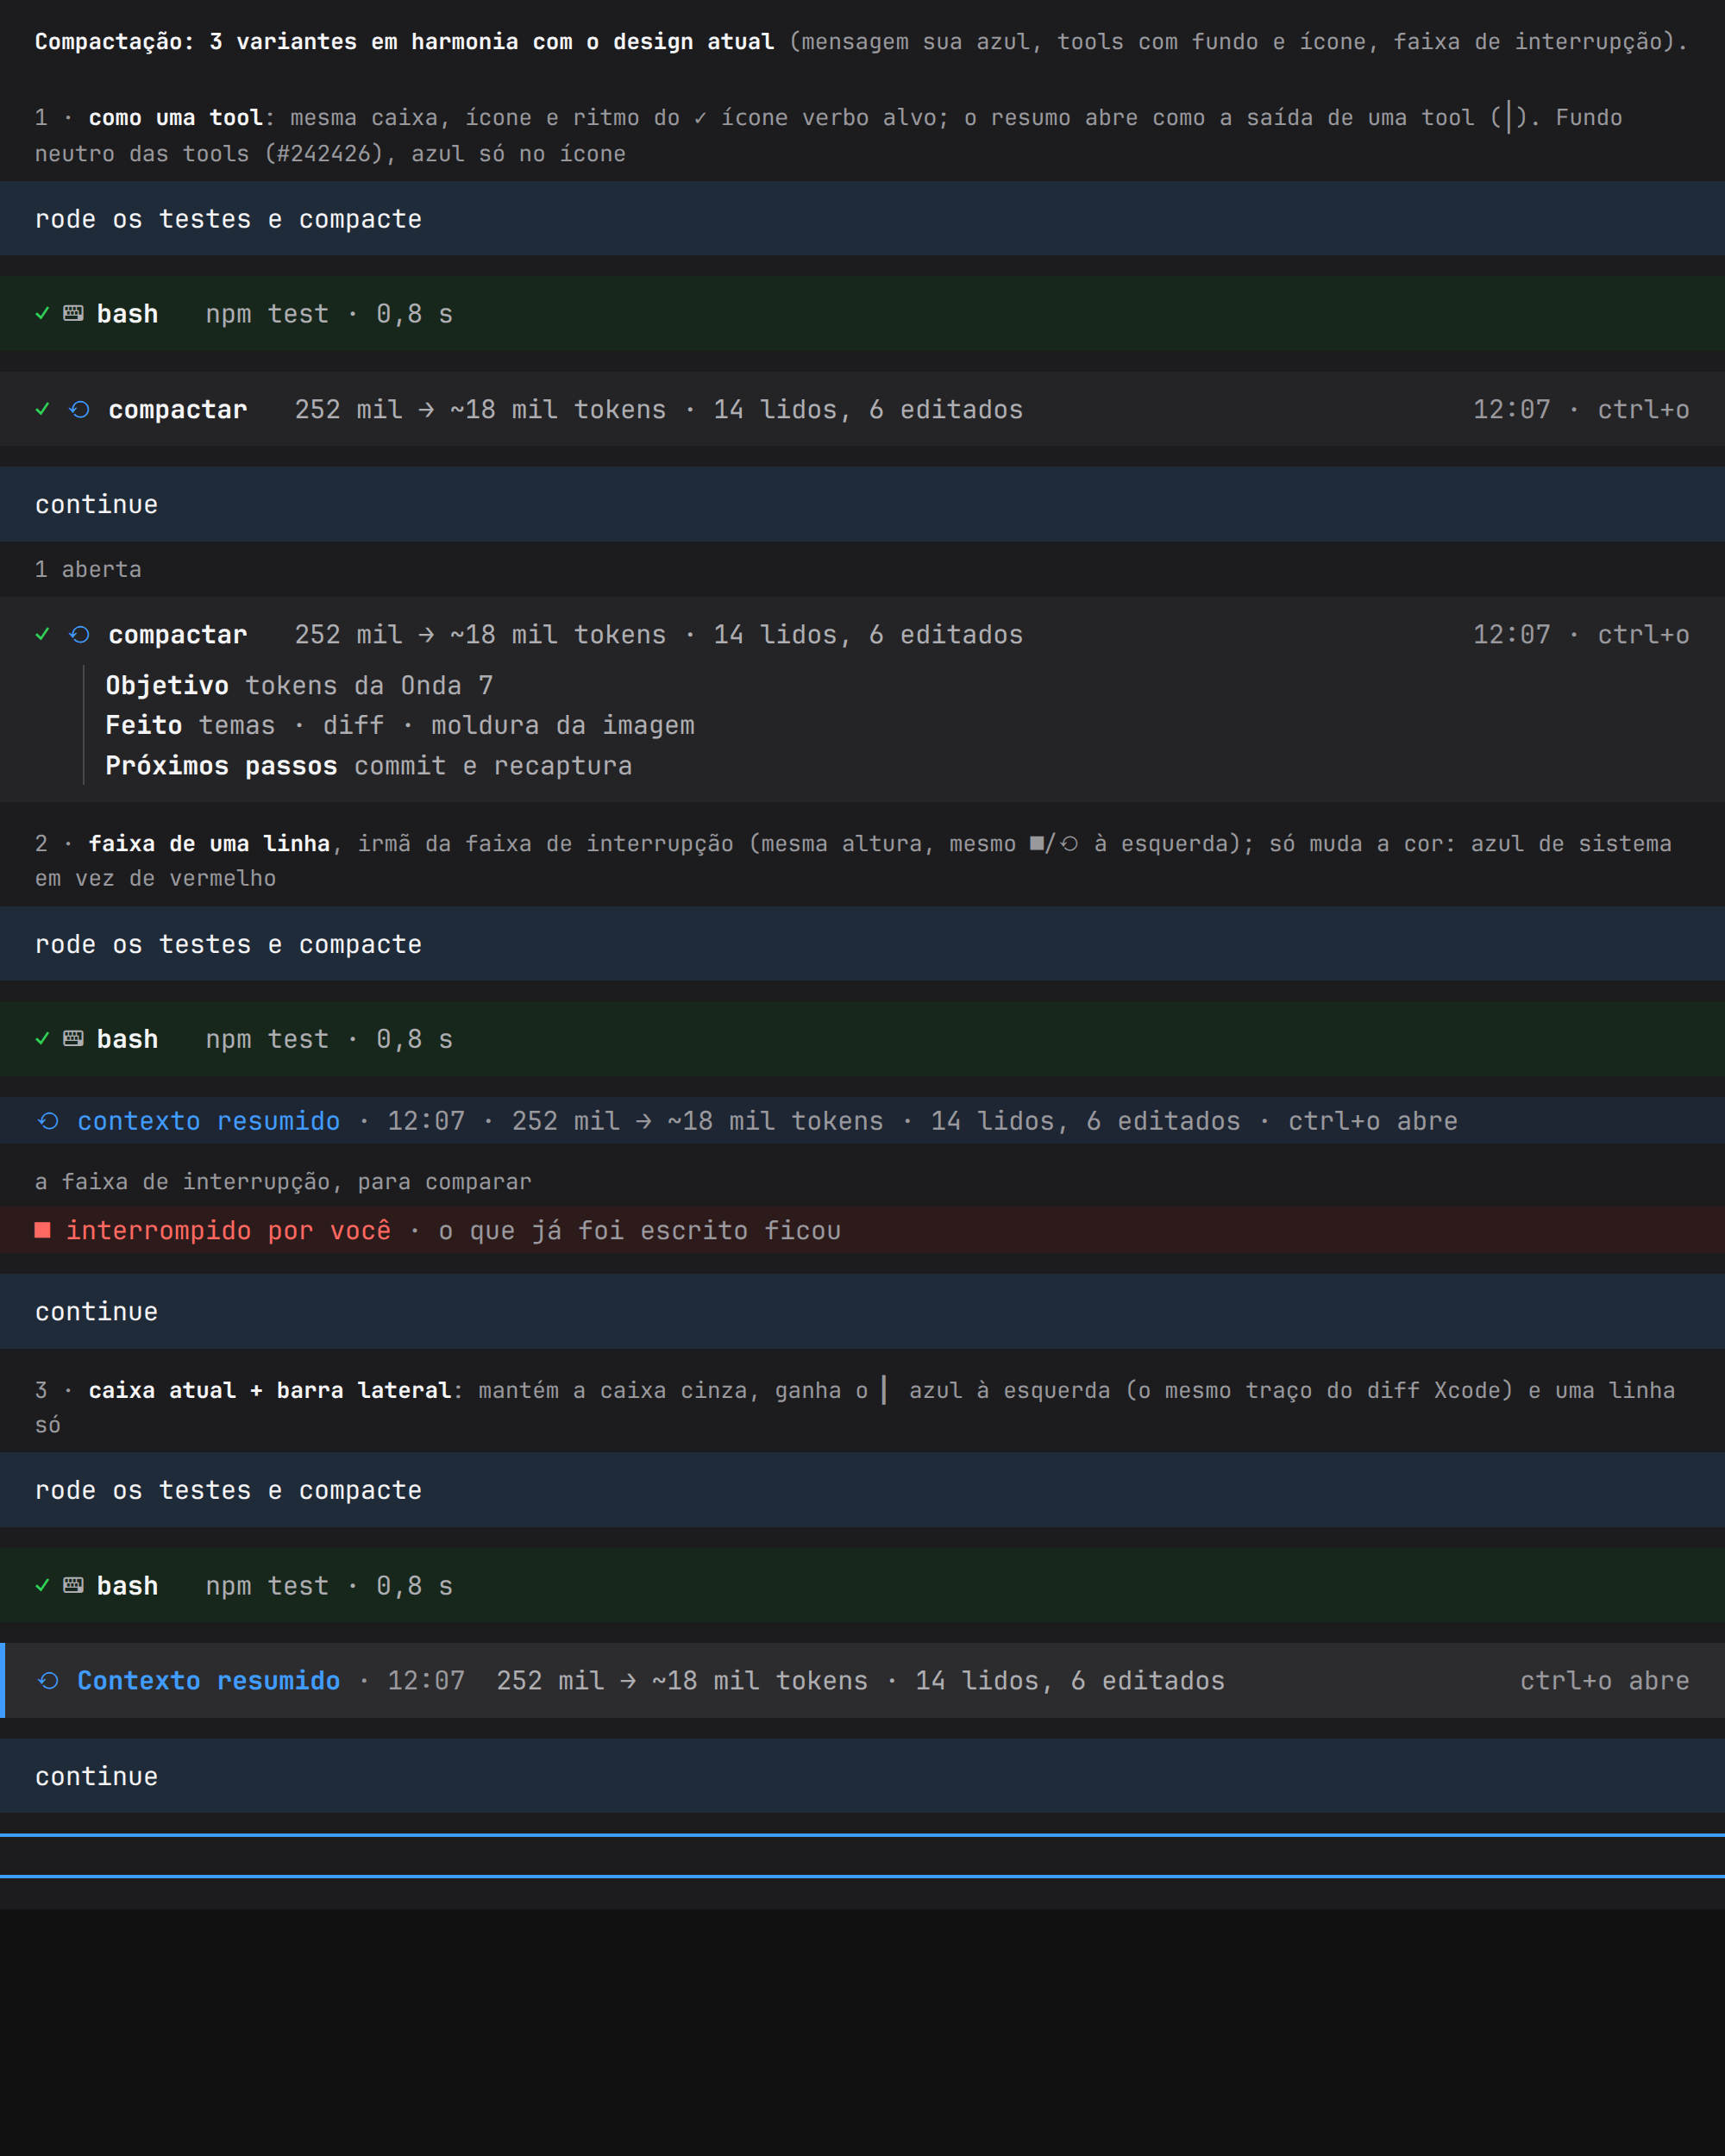 Compactação: 3 variantes em harmonia com o design atual (mensagem sua azul, tools com fundo e ícone, faixa de interrupção).
1 · como uma tool: mesma caixa, ícone e ritmo do ✓ ícone verbo alvo; o resumo abre como a saída de uma tool (│). Fundo
neutro das tools (#242426), azul só no ícone
rode os testes e compacte
✓ ⌨ bash npm test · 0,8 s
✓ ⟲ compactar 252 mil → ~18 mil tokens · 14 lidos, 6 editados 12:07 · ctrl+o
continue
1 aberta
✓ ⟲ compactar 252 mil → ~18 mil tokens · 14 lidos, 6 editados 12:07 · ctrl+o
Objetivo tokens da Onda 7
Feito temas · diff · moldura da imagem
Próximos passos commit e recaptura
2 · faixa de uma linha, irmã da faixa de interrupção (mesma altura, mesmo ■/⟲ à esquerda); só muda a cor: azul de sistema
em vez de vermelho
rode os testes e compacte
✓ ⌨ bash npm test · 0,8 s
⟲ contexto resumido · 12:07 · 252 mil → ~18 mil tokens · 14 lidos, 6 editados · ctrl+o abre
a faixa de interrupção, para comparar
■ interrompido por você · o que já foi escrito ficou
continue
3 · caixa atual + barra lateral: mantém a caixa cinza, ganha o ▎ azul à esquerda (o mesmo traço do diff Xcode) e uma linha
só
rode os testes e compacte
✓ ⌨ bash npm test · 0,8 s
⟲ Contexto resumido · 12:07 252 mil → ~18 mil tokens · 14 lidos, 6 editados ctrl+o abre
continue